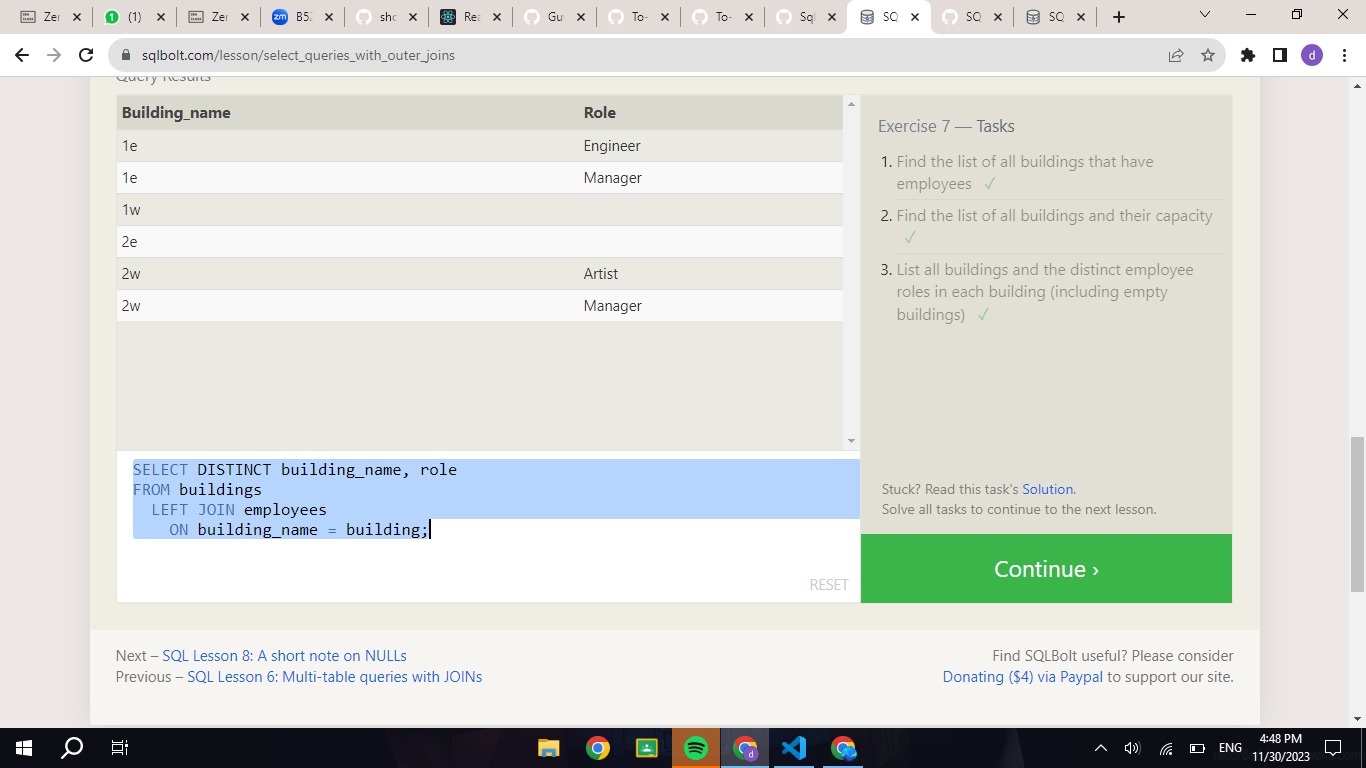 Zer
(1)
Zer
B52
sho
Rea
Gu
To-
To-
Sql
SQ
SQ
SQ
sqlbolt.com/lesson/select_queries_with_outer_joins
d
Query Results
Building_name Role
1e Engineer
1e Manager
1w
2e
2w Artist
2w Manager
SELECT DISTINCT building_name, role
FROM buildings
LEFT JOIN employees
ON building_name = building;
RESET
Exercise 7 — Tasks
1. Find the list of all buildings that have
employees ✓
2. Find the list of all buildings and their capacity
✓
3. List all buildings and the distinct employee
roles in each building (including empty
buildings) ✓
Stuck? Read this task's Solution.
Solve all tasks to continue to the next lesson.
Continue ›
Next – SQL Lesson 8: A short note on NULLs
Previous – SQL Lesson 6: Multi-table queries with JOINs
Find SQLBolt useful? Please consider
Donating ($4) via Paypal to support our site.
ENG
4:48 PM
11/30/2023